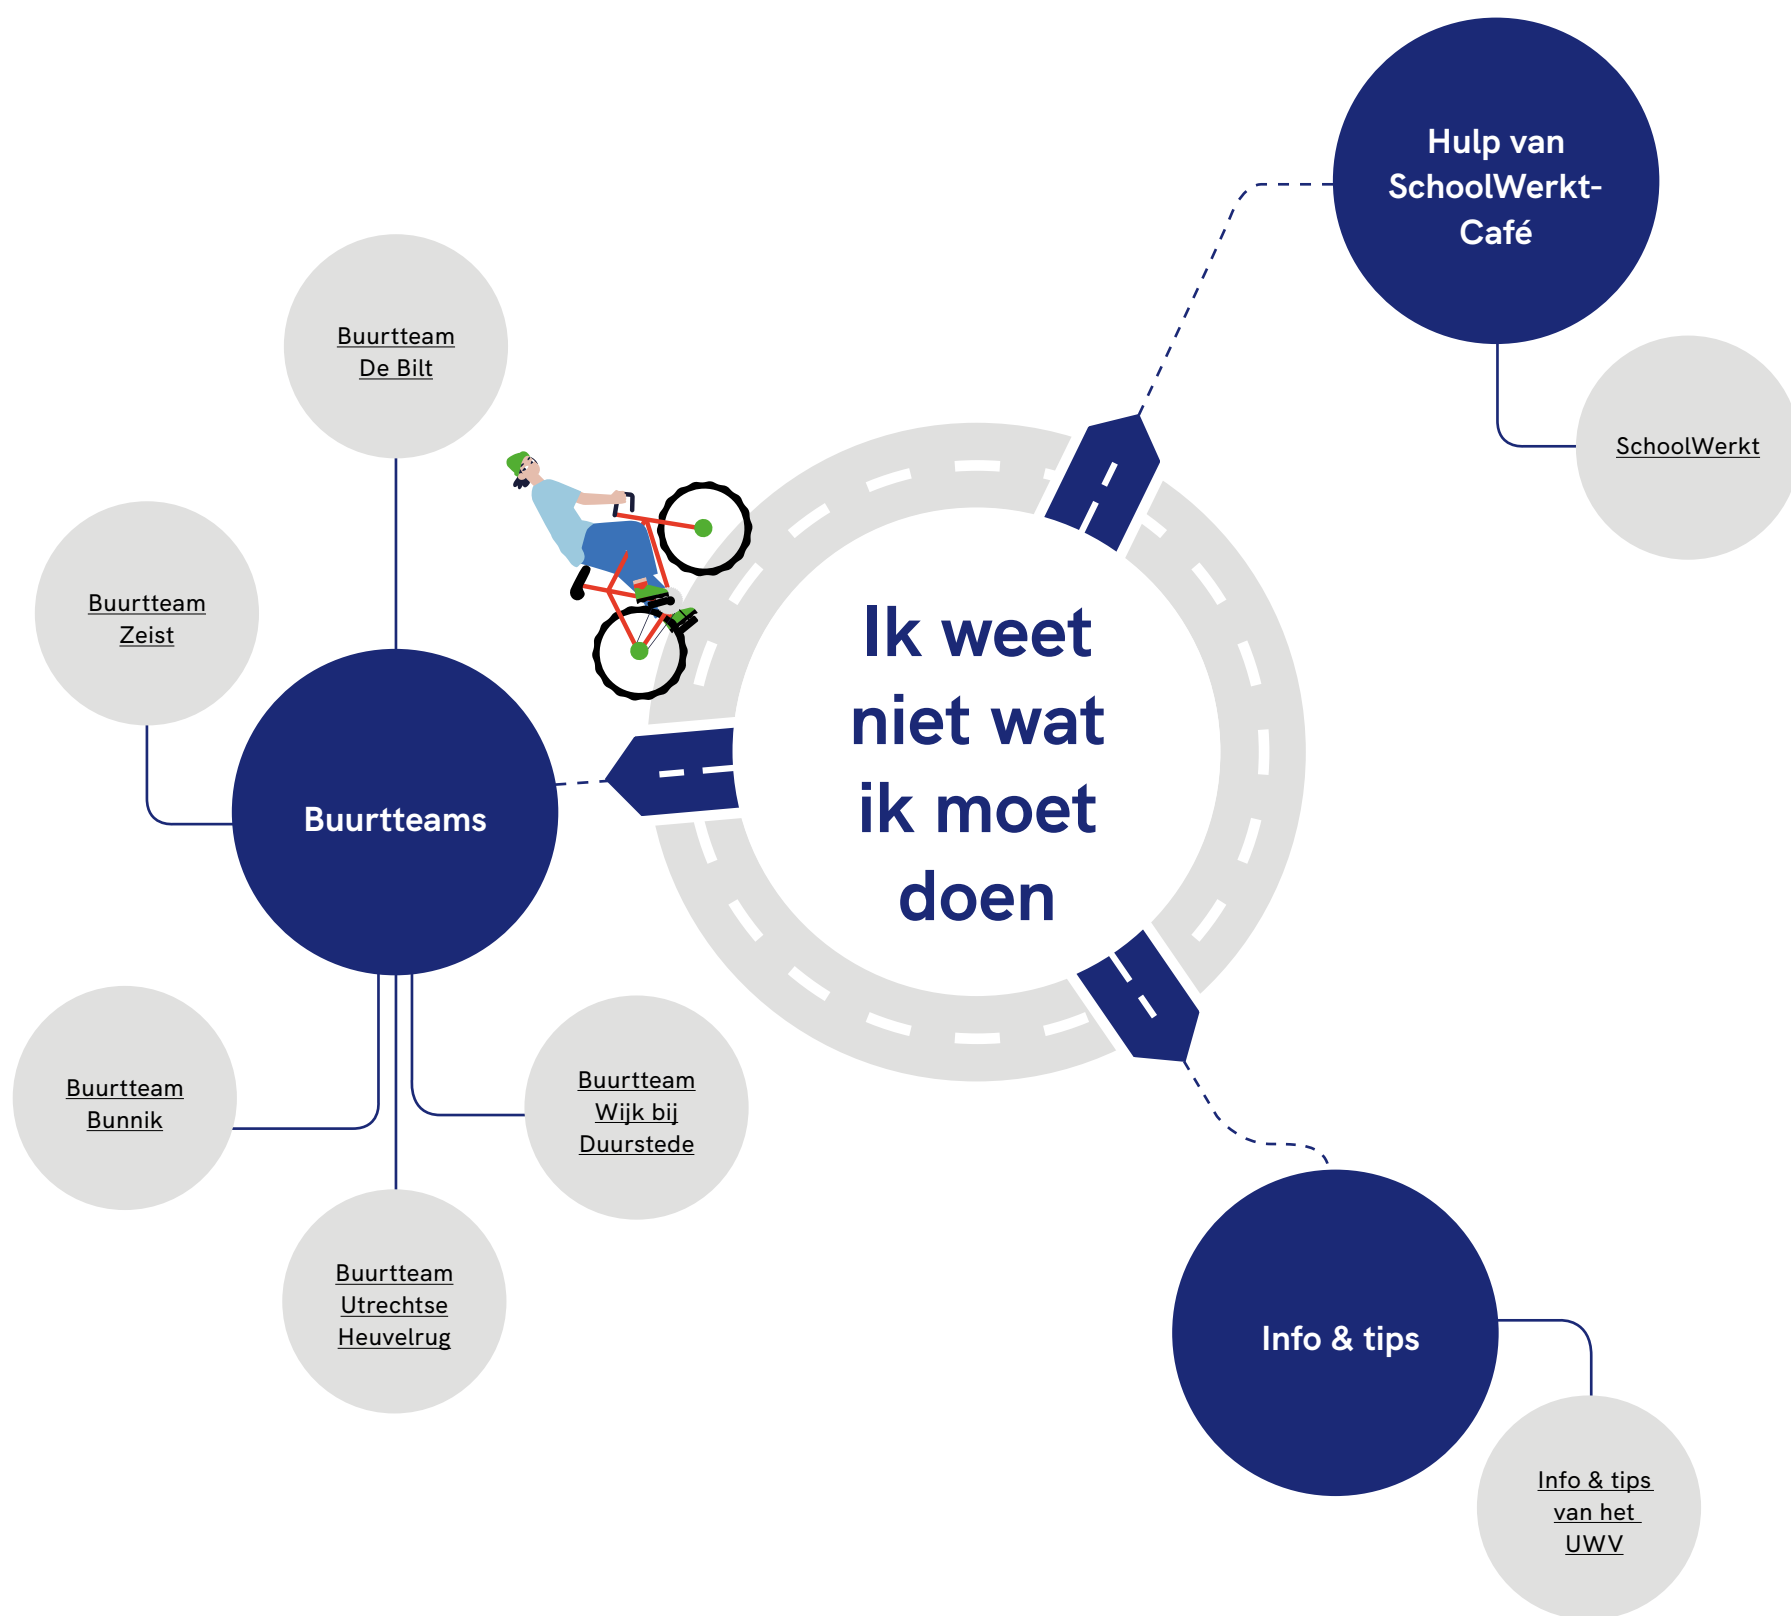 Hulp van
SchoolWerkt-
Café
SchoolWerkt
Buurtteam
De Bilt
Buurtteam
Zeist
Buurtteams
Ik weet
niet wat
ik moet
doen
Buurtteam
Bunnik
Buurtteam
Wijk bij
Duurstede
Buurtteam
Utrechtse
Heuvelrug
Info & tips
Info & tips
van het
UWV